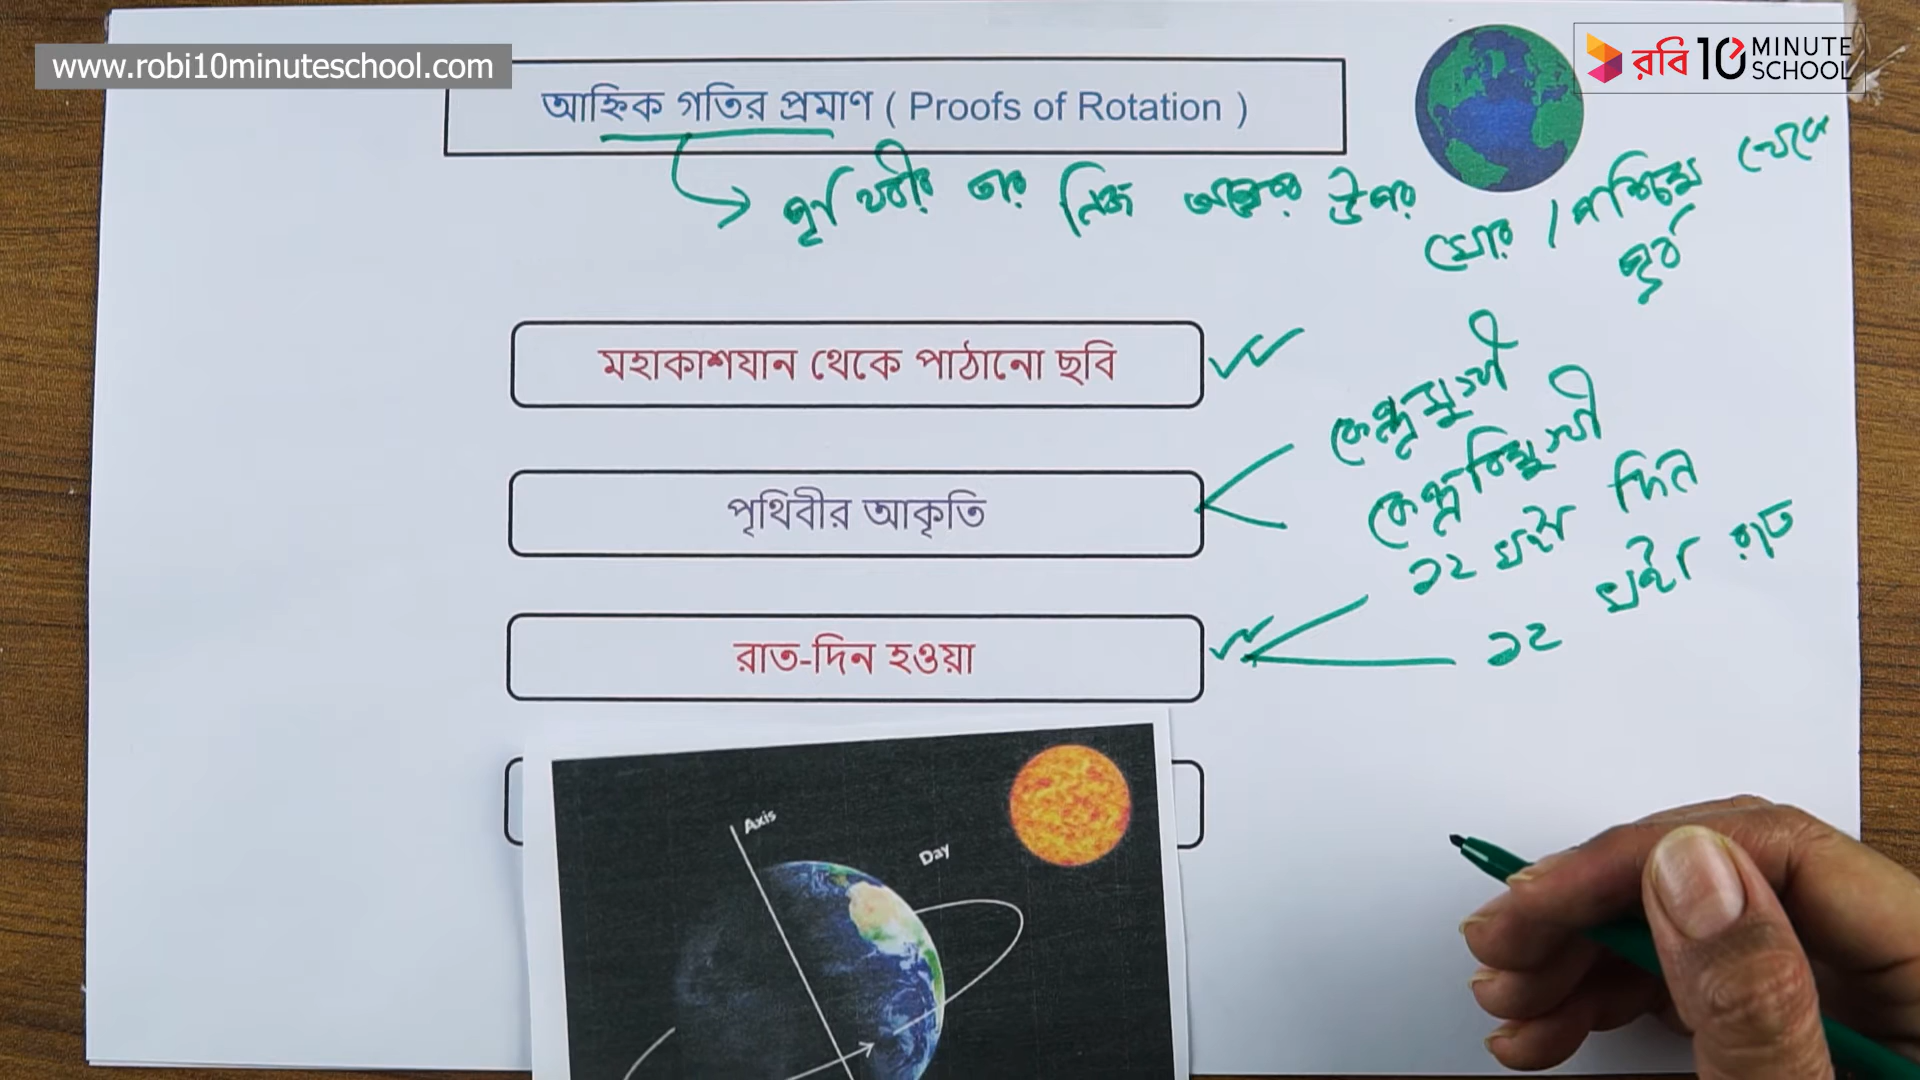 www.robi10minuteschool.com
রবি 10 MINUTE SCHOOL
আহ্নিক গতির প্রমাণ ( Proofs of Rotation )
পৃথিবীর তার নিজ অক্ষের উপর
ঘোরে / পশ্চিম থেকে
পূর্ব
মহাকাশযান থেকে পাঠানো ছবি
কেন্দ্রমুখী
পৃথিবীর আকৃতি
কেন্দ্রবিমুখী
১২ ঘন্টা দিন
রাত-দিন হওয়া
১২ ঘন্টা রাত
Axis
Day